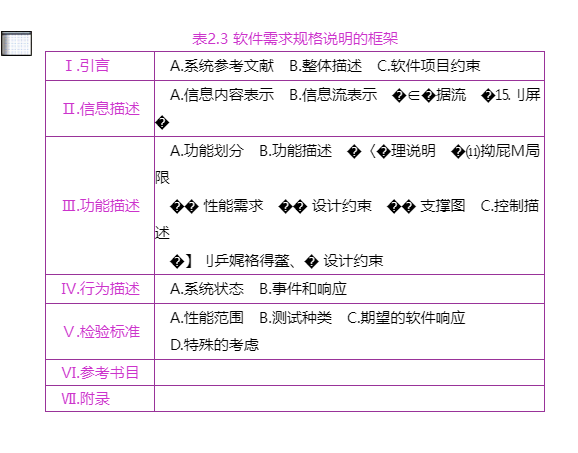 表2.3 软件需求规格说明的框架
Ⅰ.引言 A.系统参考文献 B.整体描述 C.软件项目约束
Ⅱ.信息描述 A.信息内容表示 B.信息流表示 �∈�据流 �15.刂屏
�
Ⅲ.功能描述 A.功能划分 B.功能描述 �〈�理说明 �⑾拗屁M局
限
�� 性能需求 �� 设计约束 �� 支撑图 C.控制描
述
�】刂乒娓袼得鳌、� 设计约束
Ⅳ.行为描述 A.系统状态 B.事件和响应
Ⅴ.检验标准 A.性能范围 B.测试种类 C.期望的软件响应
D.特殊的考虑
Ⅵ.参考书目
Ⅶ.附录